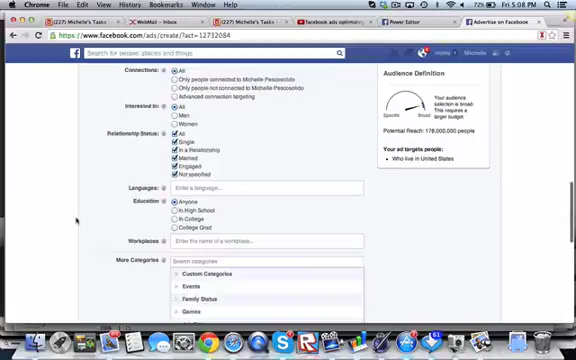 Chrome File Edit View History Bookmarks Window Help 72% Fri 5:08 PM
(227) Michelle's Tasks
WebMail – Inbox
(227) Michelle's Tasks
facebook ads optimizing
Power Editor
Advertise on Facebook
https://www.facebook.com/ads/create/?act=12732084
Search for people, places and things
Home
Michelle
Connections: All
Only people connected to Michelle Pescosolido
Only people not connected to Michelle Pescosolido
Advanced connection targeting
Interested In: All
Men
Women
Relationship Status: All
Single
In a Relationship
Married
Engaged
Not specified
Languages: Enter a language...
Education: Anyone
In High School
In College
College Grad
Workplaces: Enter the name of a workplace...
More Categories: Search categories
Custom Categories
Events
Family Status
Games
Audience Definition
Specific
Broad
Your audience
selection is broad.
This requires a
larger budget.
Potential Reach: 178,000,000 people
Your ad targets people:
Who live in United States